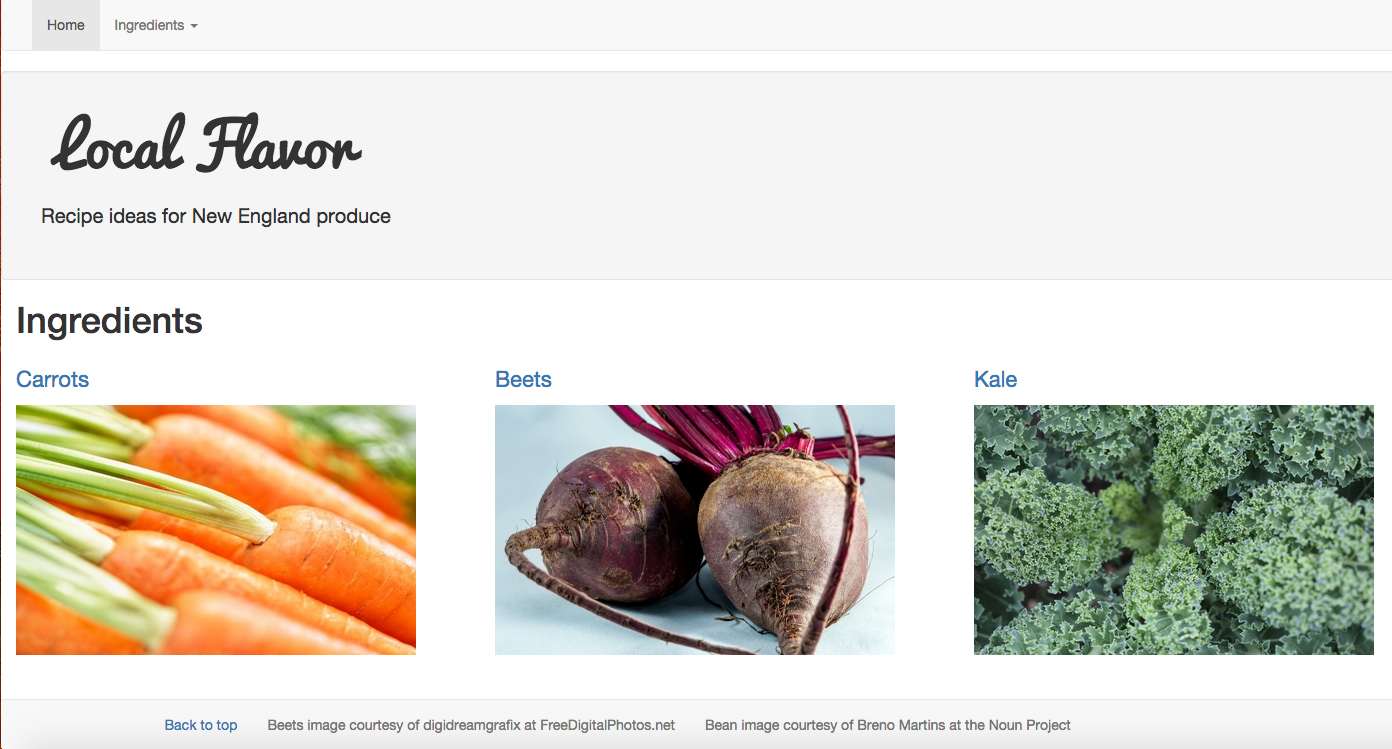 Home Ingredients
Local Flavor
Recipe ideas for New England produce
Ingredients
Carrots Beets Kale
Back to top Beets image courtesy of digidreamgrafix at FreeDigitalPhotos.net Bean image courtesy of Breno Martins at the Noun Project